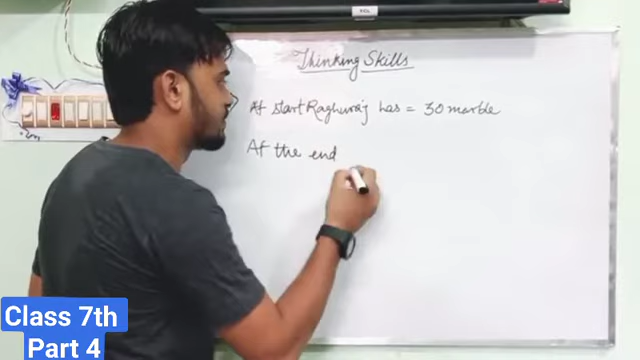 Thinking Skills
At start Raghuraj has = 30 marble
At the end
Class 7th
Part 4